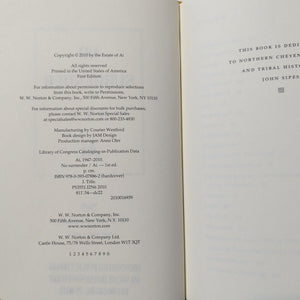 Copyright © 2010 by the Estate of Ai
All rights reserved
Printed in the United States of America
First Edition
For information about permission to reproduce selections
from this book, write to Permissions,
W. W. Norton & Company, Inc., 500 Fifth Avenue, New York, NY 10110
For information about special discounts for bulk purchases,
please contact W. W. Norton Special Sales
at specialsales@wwnorton.com or 800-233-4830
Manufacturing by Courier Westford
Book design by JAM Design
Production manager: Anna Oler
Library of Congress Cataloging-in-Publication Data
Ai, 1947–2010.
No surrender / Ai. — 1st ed.
p. cm.
ISBN 978-0-393-07886-2 (hardcover)
I. Title.
PS3551.I2N6 2010
811'.54—dc22
2010016939
W. W. Norton & Company, Inc.
500 Fifth Avenue, New York, N.Y. 10110
www.wwnorton.com
W. W. Norton & Company Ltd.
Castle House, 75/76 Wells Street, London W1T 3QT
1 2 3 4 5 6 7 8 9 0
THIS BOOK IS DEDI
TO NORTHERN CHEYEN
AND TRIBAL HISTO
JOHN SIPES